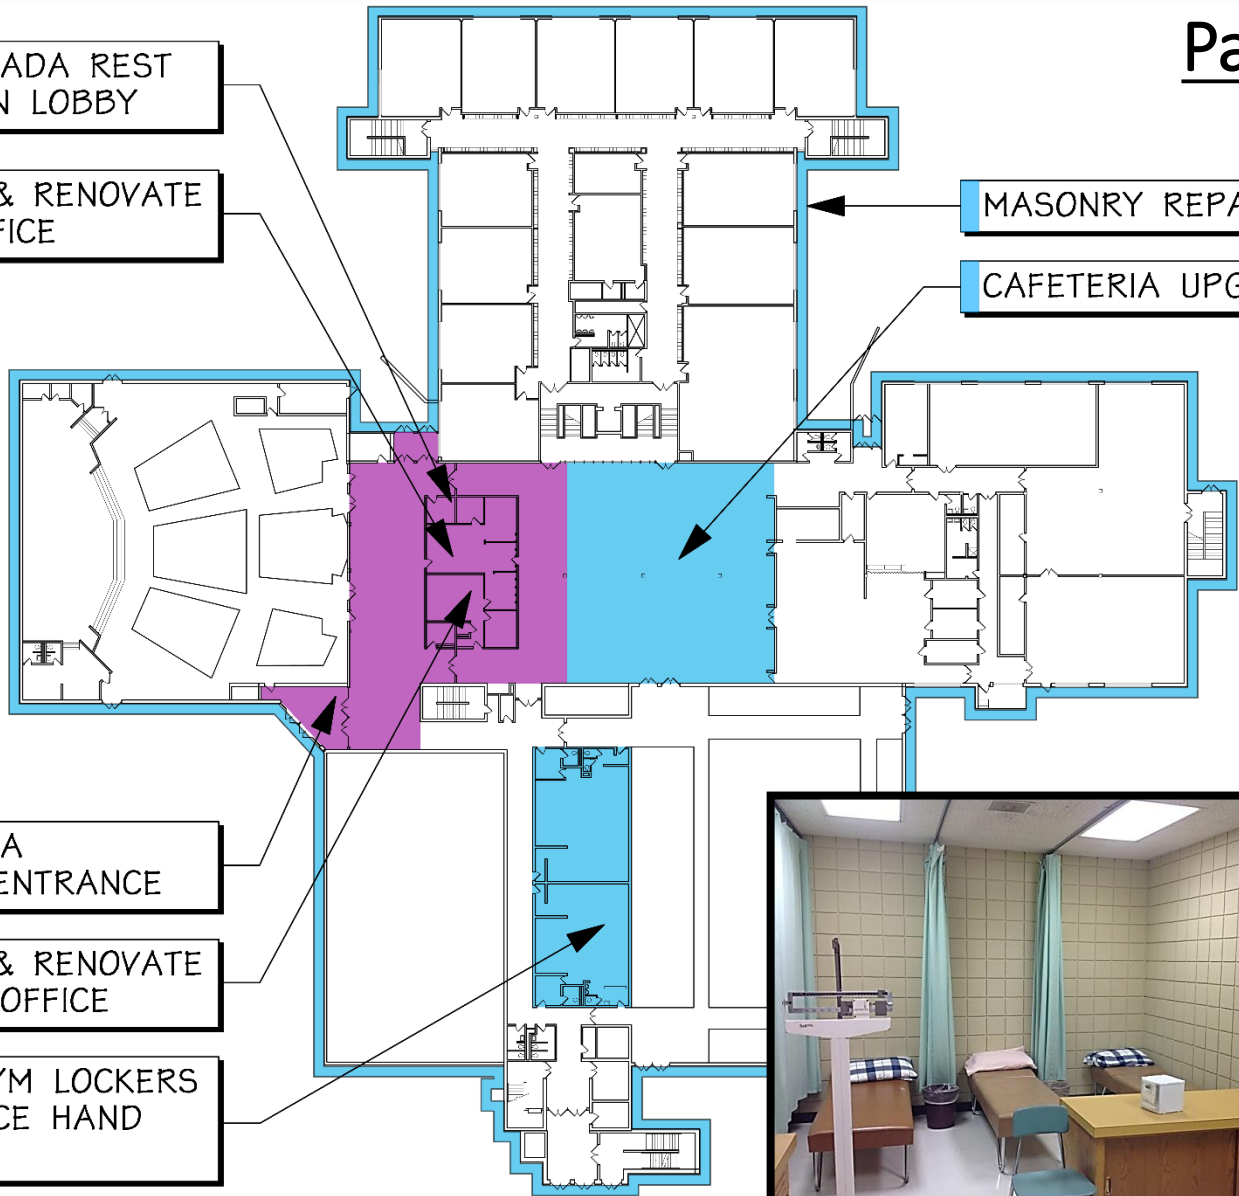 Pa
ADA REST
N LOBBY
& RENOVATE
FICE
MASONRY REPA
CAFETERIA UPG
A
ENTRANCE
& RENOVATE
OFFICE
YM LOCKERS
CE HAND